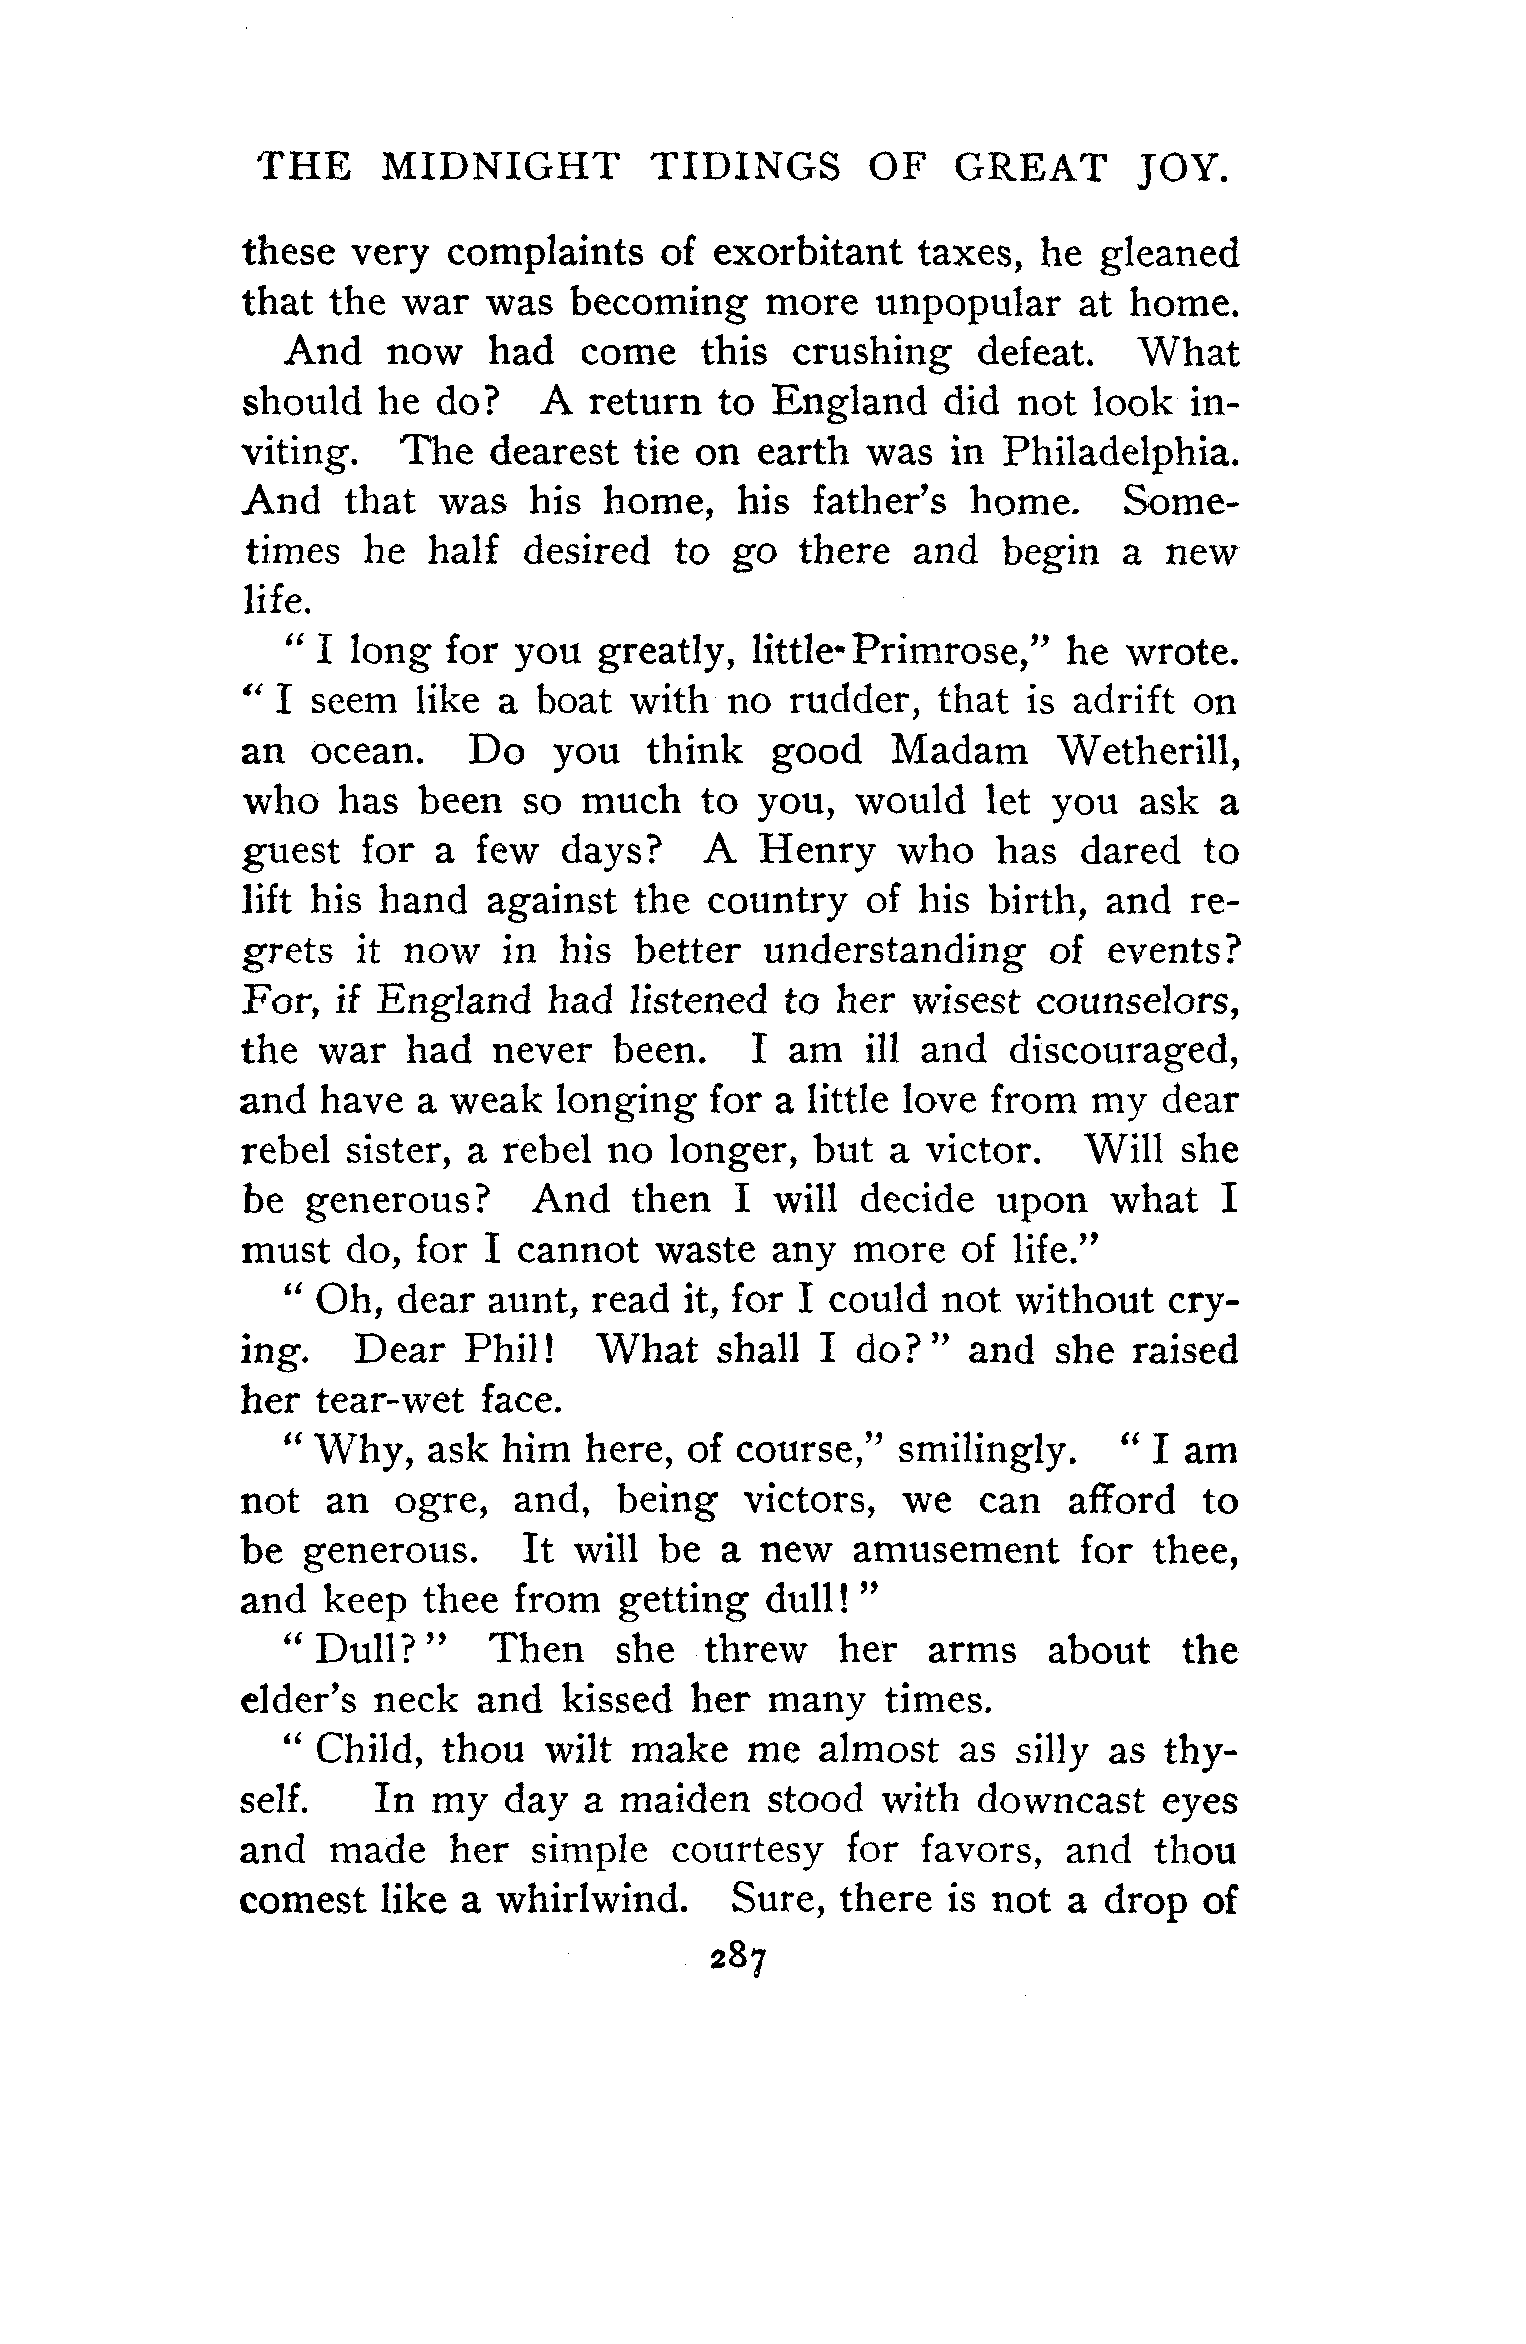 THE MIDNIGHT TIDINGS OF GREAT JOY.
these very complaints of exorbitant taxes, he gleaned
that the war was becoming more unpopular at home.
And now had come this crushing defeat. What
should he do? A return to England did not look in-
viting. The dearest tie on earth was in Philadelphia.
And that was his home, his father's home. Some-
times he half desired to go there and begin a new
life.
" I long for you greatly, little-Primrose," he wrote.
" I seem like a boat with no rudder, that is adrift on
an ocean. Do you think good Madam Wetherill,
who has been so much to you, would let you ask a
guest for a few days? A Henry who has dared to
lift his hand against the country of his birth, and re-
grets it now in his better understanding of events?
For, if England had listened to her wisest counselors,
the war had never been. I am ill and discouraged,
and have a weak longing for a little love from my dear
rebel sister, a rebel no longer, but a victor. Will she
be generous? And then I will decide upon what I
must do, for I cannot waste any more of life."
" Oh, dear aunt, read it, for I could not without cry-
ing. Dear Phil! What shall I do? " and she raised
her tear-wet face.
" Why, ask him here, of course," smilingly. " I am
not an ogre, and, being victors, we can afford to
be generous. It will be a new amusement for thee,
and keep thee from getting dull! "
" Dull? " Then she threw her arms about the
elder's neck and kissed her many times.
" Child, thou wilt make me almost as silly as thy-
self. In my day a maiden stood with downcast eyes
and made her simple courtesy for favors, and thou
comest like a whirlwind. Sure, there is not a drop of
287